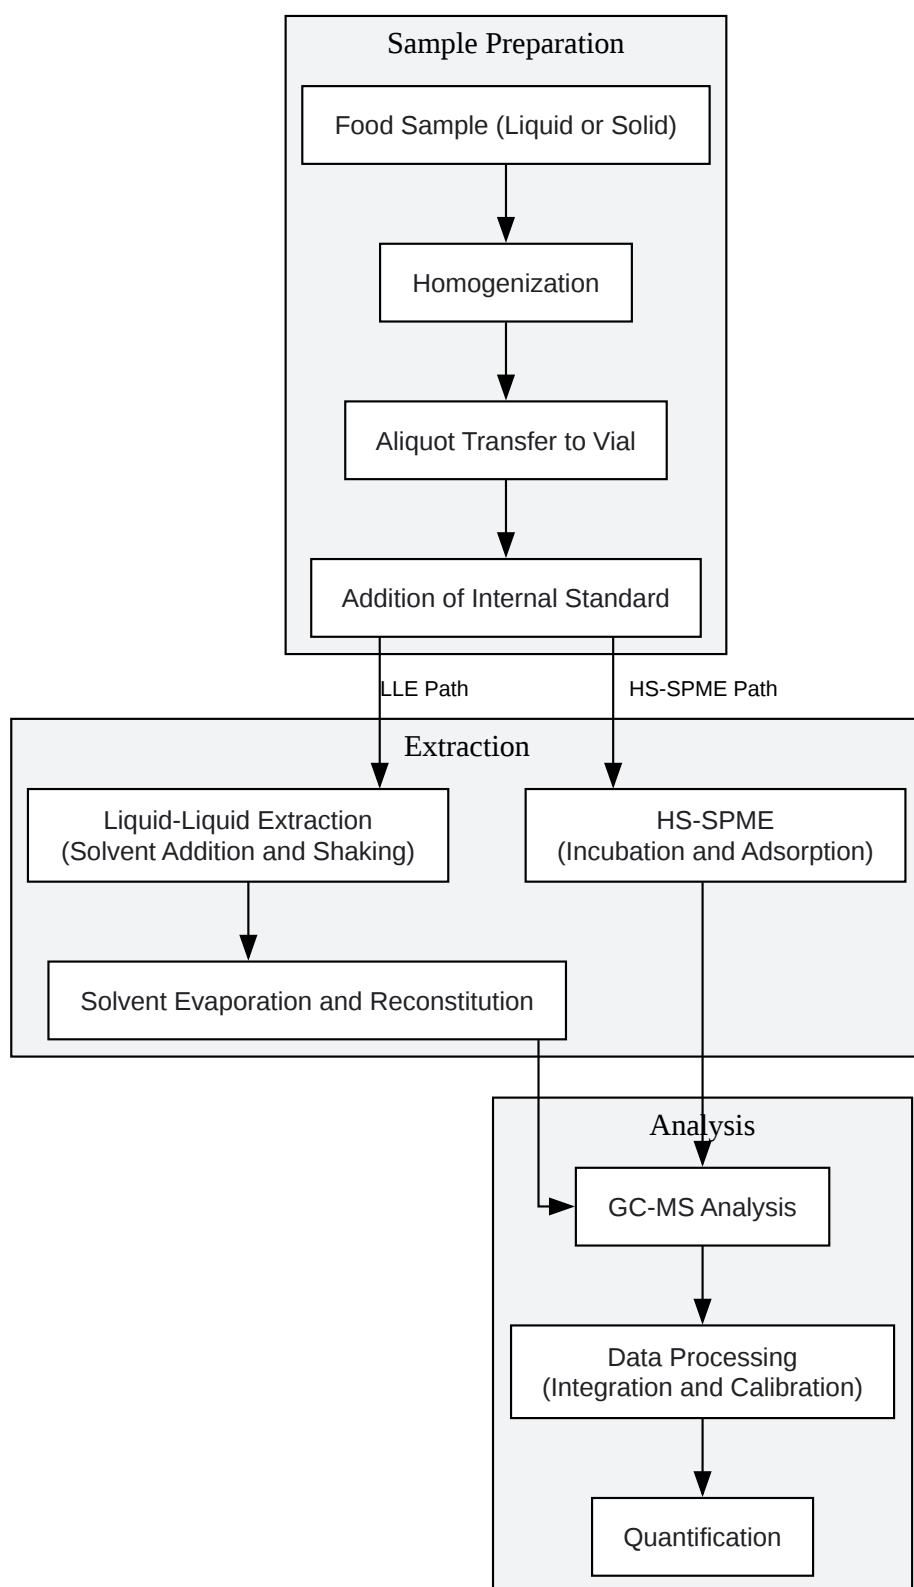 Sample Preparation
Food Sample (Liquid or Solid)
Homogenization
Aliquot Transfer to Vial
Addition of Internal Standard
LLE Path
HS-SPME Path
Extraction
Liquid-Liquid Extraction
(Solvent Addition and Shaking)
HS-SPME
(Incubation and Adsorption)
Solvent Evaporation and Reconstitution
Analysis
GC-MS Analysis
Data Processing
(Integration and Calibration)
Quantification